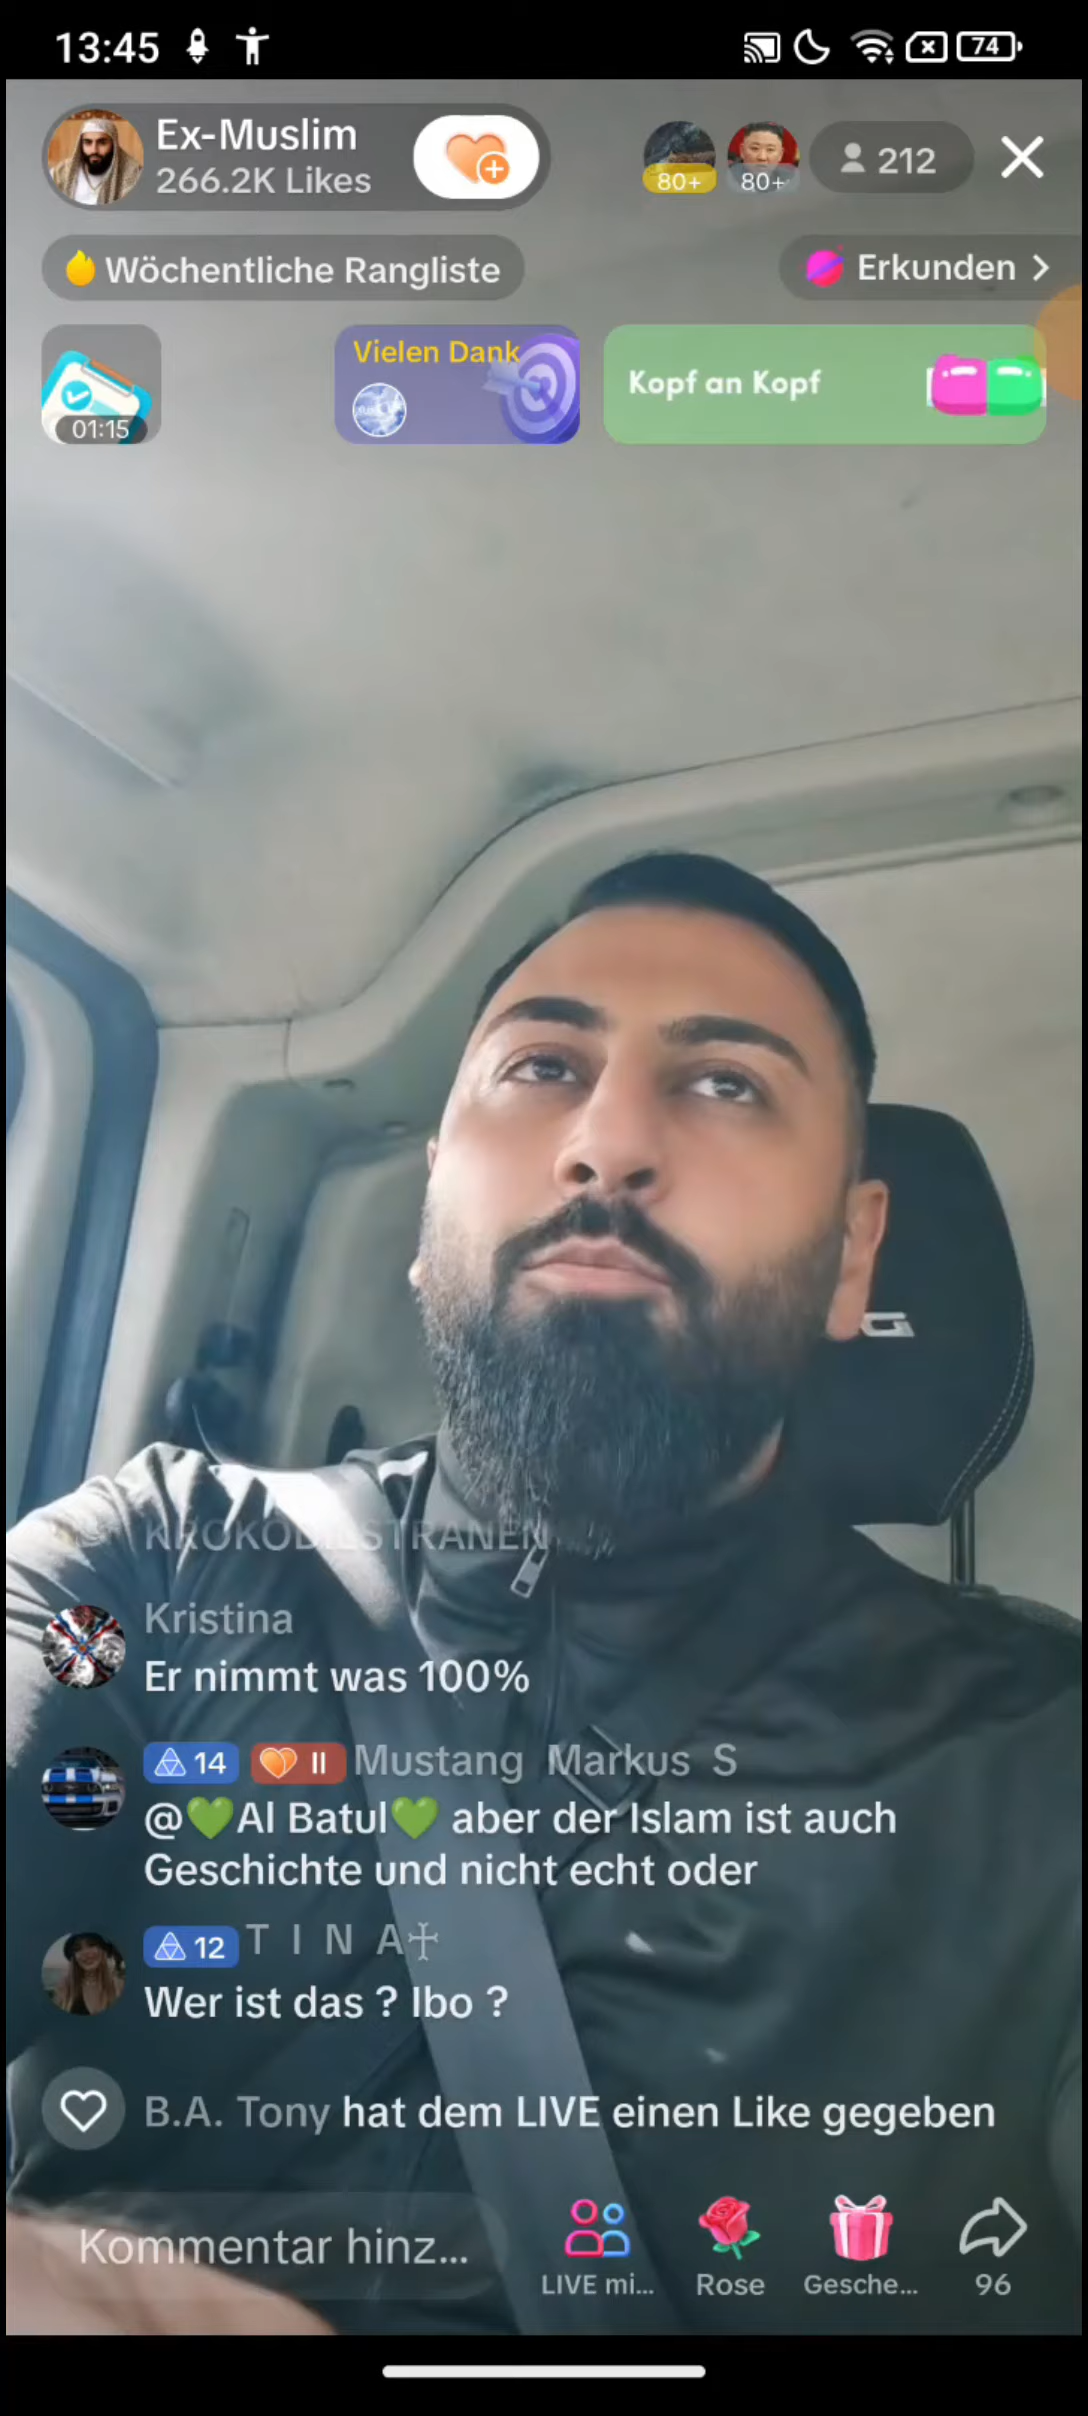 13:45
74
Ex-Muslim
266.2K Likes
80+
80+
212
Wöchentliche Rangliste
Erkunden >
01:15
Vielen Dank
Kopf an Kopf
G
KROKODILSTRÄNEN
Kristina
Er nimmt was 100%
14 II Mustang Markus S
@💚Al Batul💚 aber der Islam ist auch
Geschichte und nicht echt oder
12 T I N A☥
Wer ist das ? Ibo ?
B.A. Tony hat dem LIVE einen Like gegeben
Kommentar hinz...
LIVE mi...
Rose
Gesche...
96